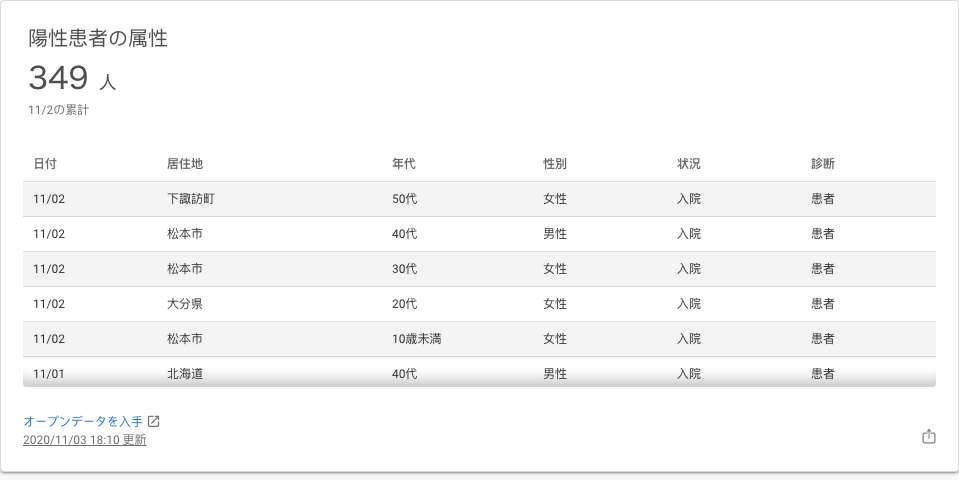 陽性患者の属性
349 人
11/2の累計
日付 居住地 年代 性別 状況 診断
11/02 下諏訪町 50代 女性 入院 患者
11/02 松本市 40代 男性 入院 患者
11/02 松本市 30代 女性 入院 患者
11/02 大分県 20代 女性 入院 患者
11/02 松本市 10歳未満 女性 入院 患者
11/01 北海道 40代 男性 入院 患者
オープンデータを入手
2020/11/03 18:10 更新